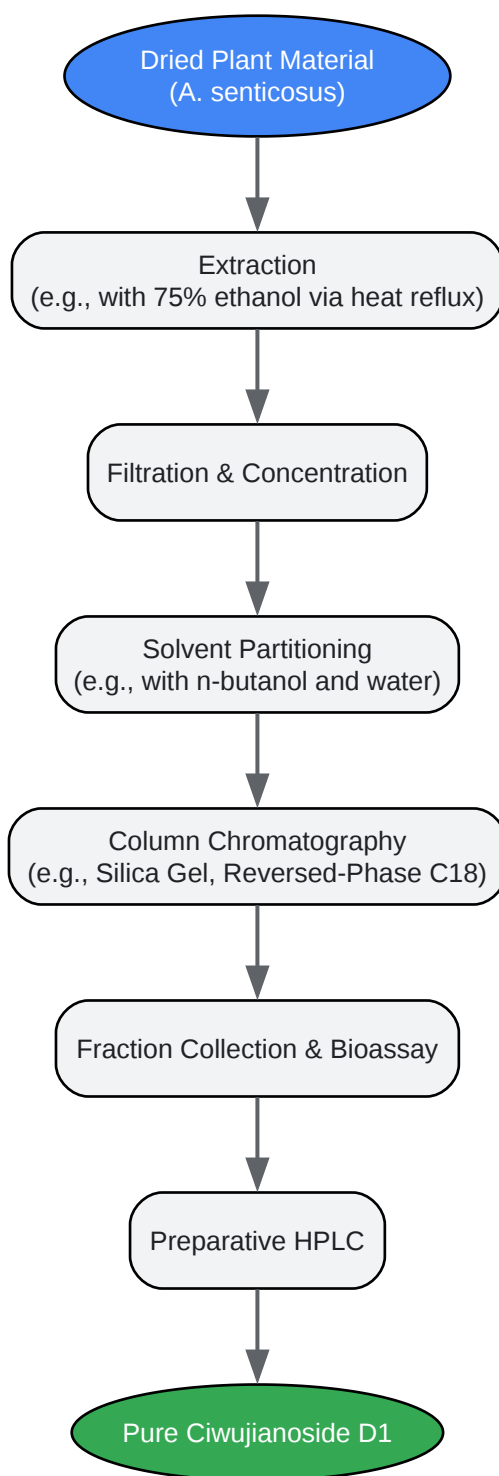 Dried Plant Material
(A. senticosus)
Extraction
(e.g., with 75% ethanol via heat reflux)
Filtration & Concentration
Solvent Partitioning
(e.g., with n-butanol and water)
Column Chromatography
(e.g., Silica Gel, Reversed-Phase C18)
Fraction Collection & Bioassay
Preparative HPLC
Pure Ciwujianoside D1